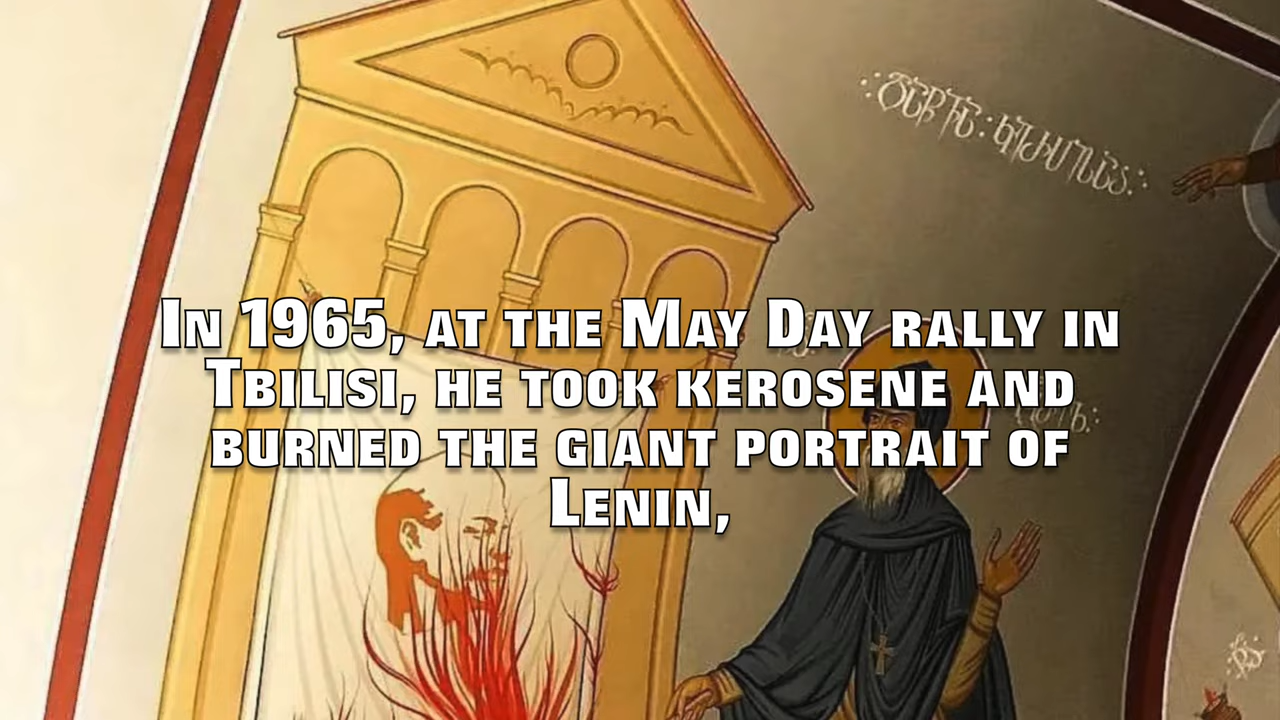 In 1965, at the May Day rally in
Tbilisi, he took kerosene and
burned the giant portrait of
Lenin,